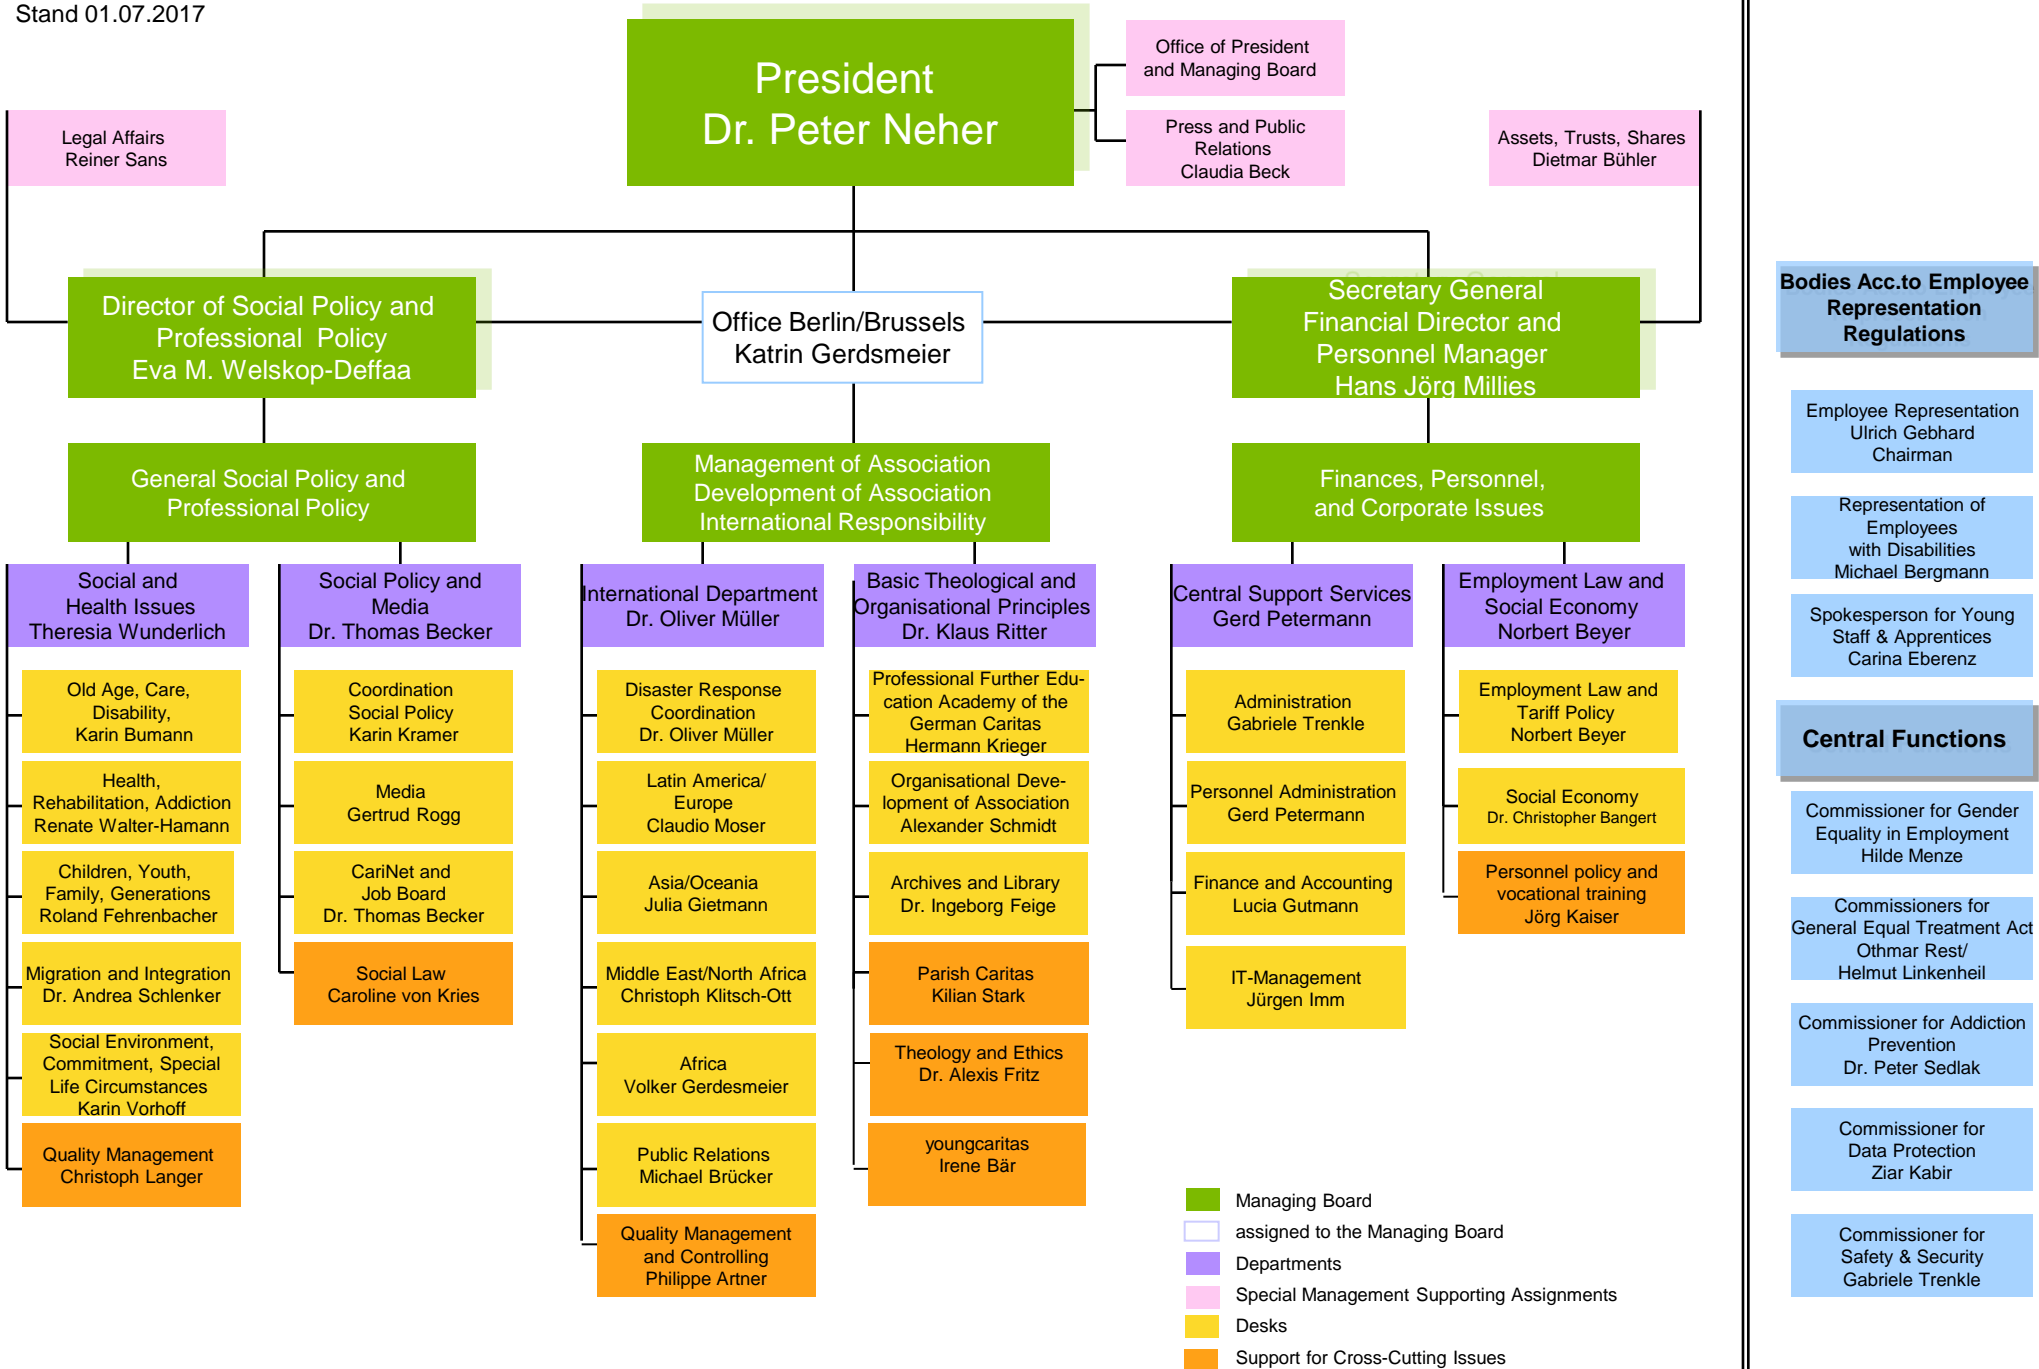 Stand 01.07.2017
President
Dr. Peter Neher
Office of President
and Managing Board
Press and Public
Relations
Claudia Beck
Legal Affairs
Reiner Sans
Assets, Trusts, Shares
Dietmar Bühler
Director of Social Policy and
Professional Policy
Eva M. Welskop-Deffaa
Office Berlin/Brussels
Katrin Gerdsmeier
Secretary General
Financial Director and
Personnel Manager
Hans Jörg Millies
General Social Policy and
Professional Policy
Management of Association
Development of Association
International Responsibility
Finances, Personnel,
and Corporate Issues
Social and
Health Issues
Theresia Wunderlich
Old Age, Care,
Disability,
Karin Bumann
Health,
Rehabilitation, Addiction
Renate Walter-Hamann
Children, Youth,
Family, Generations
Roland Fehrenbacher
Migration and Integration
Dr. Andrea Schlenker
Social Environment,
Commitment, Special
Life Circumstances
Karin Vorhoff
Quality Management
Christoph Langer
Social Policy and
Media
Dr. Thomas Becker
Coordination
Social Policy
Karin Kramer
Media
Gertrud Rogg
CariNet and
Job Board
Dr. Thomas Becker
Social Law
Caroline von Kries
International Department
Dr. Oliver Müller
Disaster Response
Coordination
Dr. Oliver Müller
Latin America/
Europe
Claudio Moser
Asia/Oceania
Julia Gietmann
Middle East/North Africa
Christoph Klitsch-Ott
Africa
Volker Gerdesmeier
Public Relations
Michael Brücker
Quality Management
and Controlling
Philippe Artner
Basic Theological and
Organisational Principles
Dr. Klaus Ritter
Professional Further Edu-
cation Academy of the
German Caritas
Hermann Krieger
Organisational Deve-
lopment of Association
Alexander Schmidt
Archives and Library
Dr. Ingeborg Feige
Parish Caritas
Kilian Stark
Theology and Ethics
Dr. Alexis Fritz
youngcaritas
Irene Bär
Central Support Services
Gerd Petermann
Administration
Gabriele Trenkle
Personnel Administration
Gerd Petermann
Finance and Accounting
Lucia Gutmann
IT-Management
Jürgen Imm
Employment Law and
Social Economy
Norbert Beyer
Employment Law and
Tariff Policy
Norbert Beyer
Social Economy
Dr. Christopher Bangert
Personnel policy and
vocational training
Jörg Kaiser
Managing Board
assigned to the Managing Board
Departments
Special Management Supporting Assignments
Desks
Support for Cross-Cutting Issues
Bodies Acc.to Employee
Representation
Regulations
Employee Representation
Ulrich Gebhard
Chairman
Representation of
Employees
with Disabilities
Michael Bergmann
Spokesperson for Young
Staff & Apprentices
Carina Eberenz
Central Functions
Commissioner for Gender
Equality in Employment
Hilde Menze
Commissioners for
General Equal Treatment Act
Othmar Rest/
Helmut Linkenheil
Commissioner for Addiction
Prevention
Dr. Peter Sedlak
Commissioner for
Data Protection
Ziar Kabir
Commissioner for
Safety & Security
Gabriele Trenkle